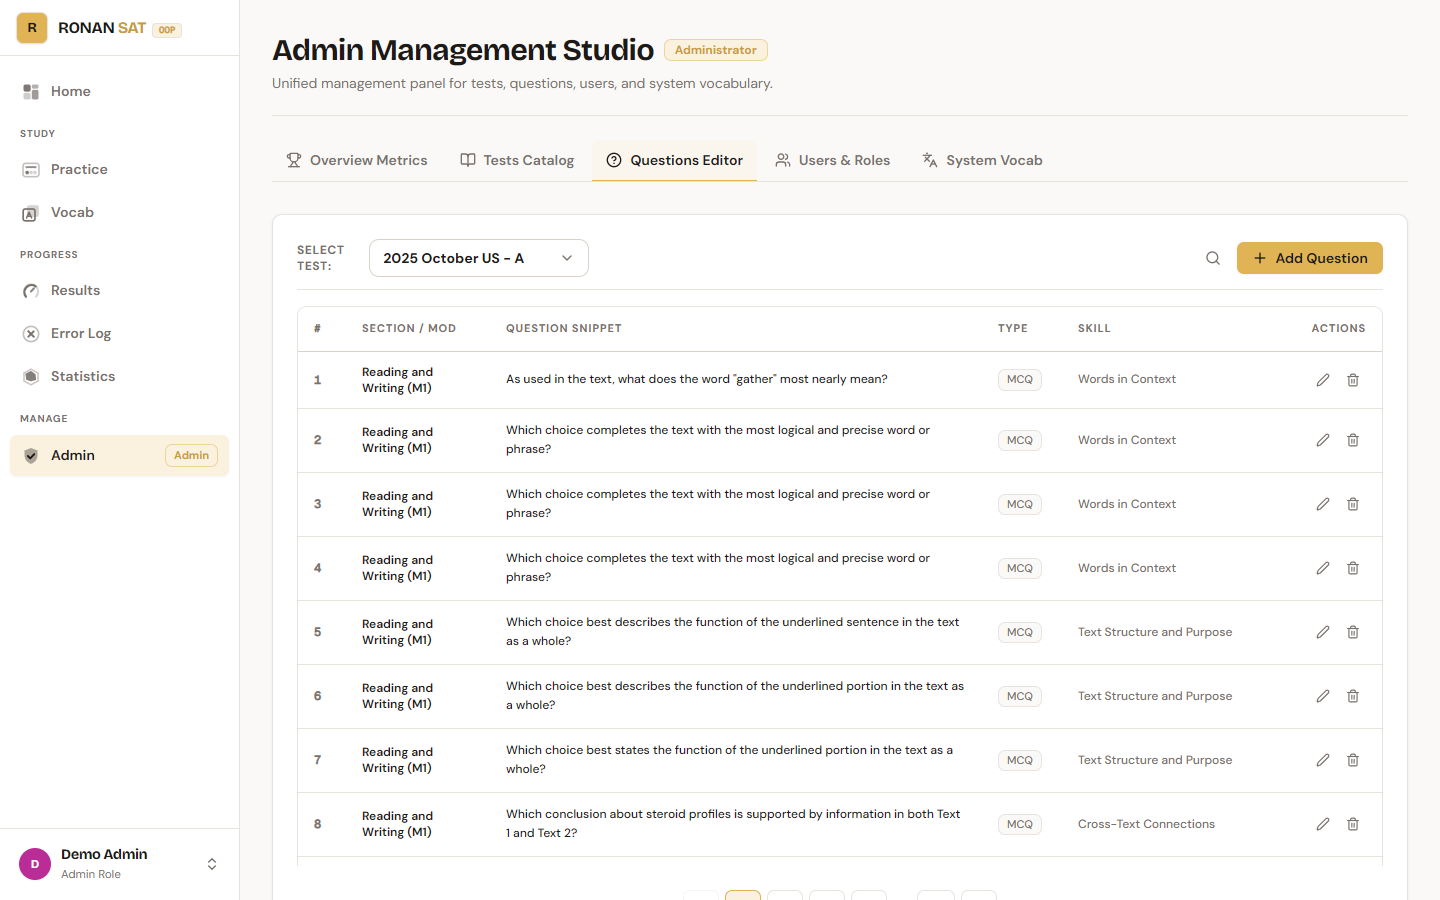 R
RONAN SAT OOP
Home
STUDY
Practice
Vocab
PROGRESS
Results
Error Log
Statistics
MANAGE
Admin Admin
D
Demo Admin
Admin Role
Admin Management Studio Administrator
Unified management panel for tests, questions, users, and system vocabulary.
Overview Metrics Tests Catalog Questions Editor Users & Roles System Vocab
SELECT
TEST:
2025 October US - A
Add Question
# SECTION / MOD QUESTION SNIPPET TYPE SKILL ACTIONS
1 Reading and
Writing (M1)
As used in the text, what does the word "gather" most nearly mean?
MCQ Words in Context
2 Reading and
Writing (M1)
Which choice completes the text with the most logical and precise word or
phrase?
MCQ Words in Context
3 Reading and
Writing (M1)
Which choice completes the text with the most logical and precise word or
phrase?
MCQ Words in Context
4 Reading and
Writing (M1)
Which choice completes the text with the most logical and precise word or
phrase?
MCQ Words in Context
5 Reading and
Writing (M1)
Which choice best describes the function of the underlined sentence in the text
as a whole?
MCQ Text Structure and Purpose
6 Reading and
Writing (M1)
Which choice best describes the function of the underlined portion in the text as
a whole?
MCQ Text Structure and Purpose
7 Reading and
Writing (M1)
Which choice best states the function of the underlined portion in the text as a
whole?
MCQ Text Structure and Purpose
8 Reading and
Writing (M1)
Which conclusion about steroid profiles is supported by information in both Text
1 and Text 2?
MCQ Cross-Text Connections